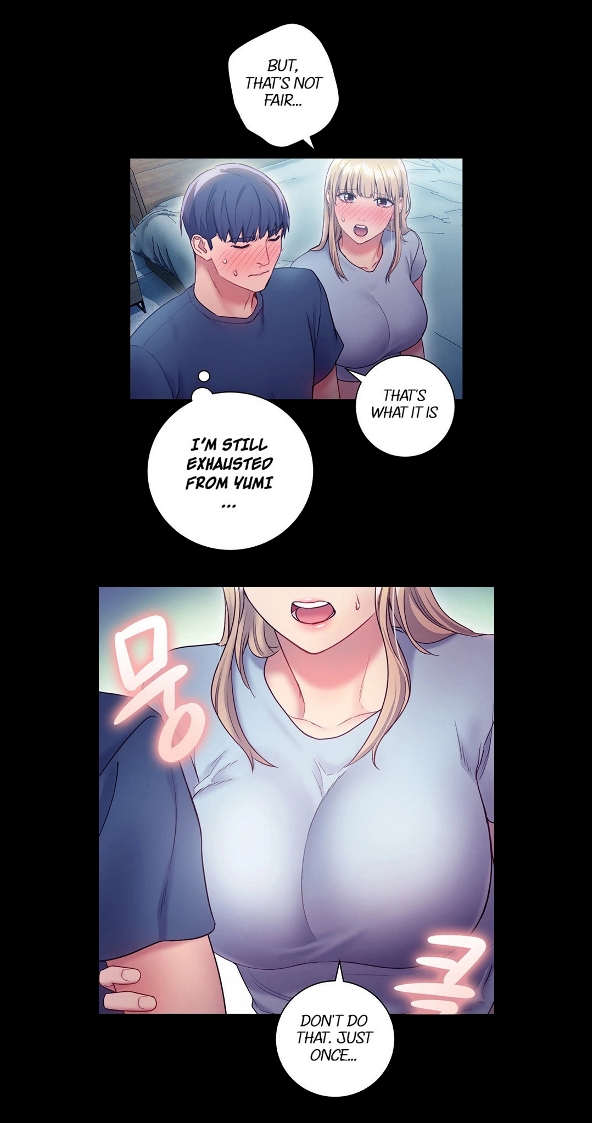 BUT,
THAT'S NOT
FAIR...
THAT'S
WHAT IT IS
I'M STILL
EXHAUSTED
FROM YUMI
...
뭉
클
DON'T DO
THAT. JUST
ONCE...